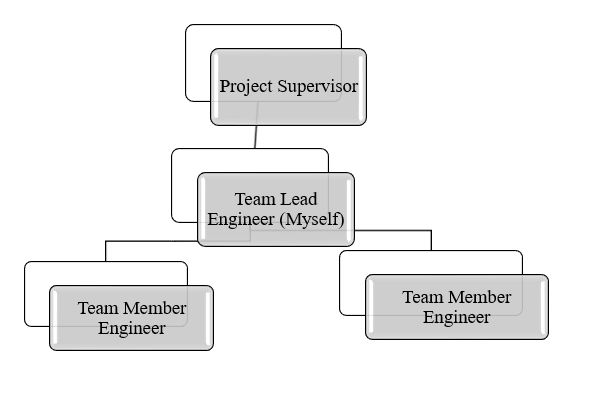 Project Supervisor
Team Lead
Engineer (Myself)
Team Member
Engineer
Team Member
Engineer